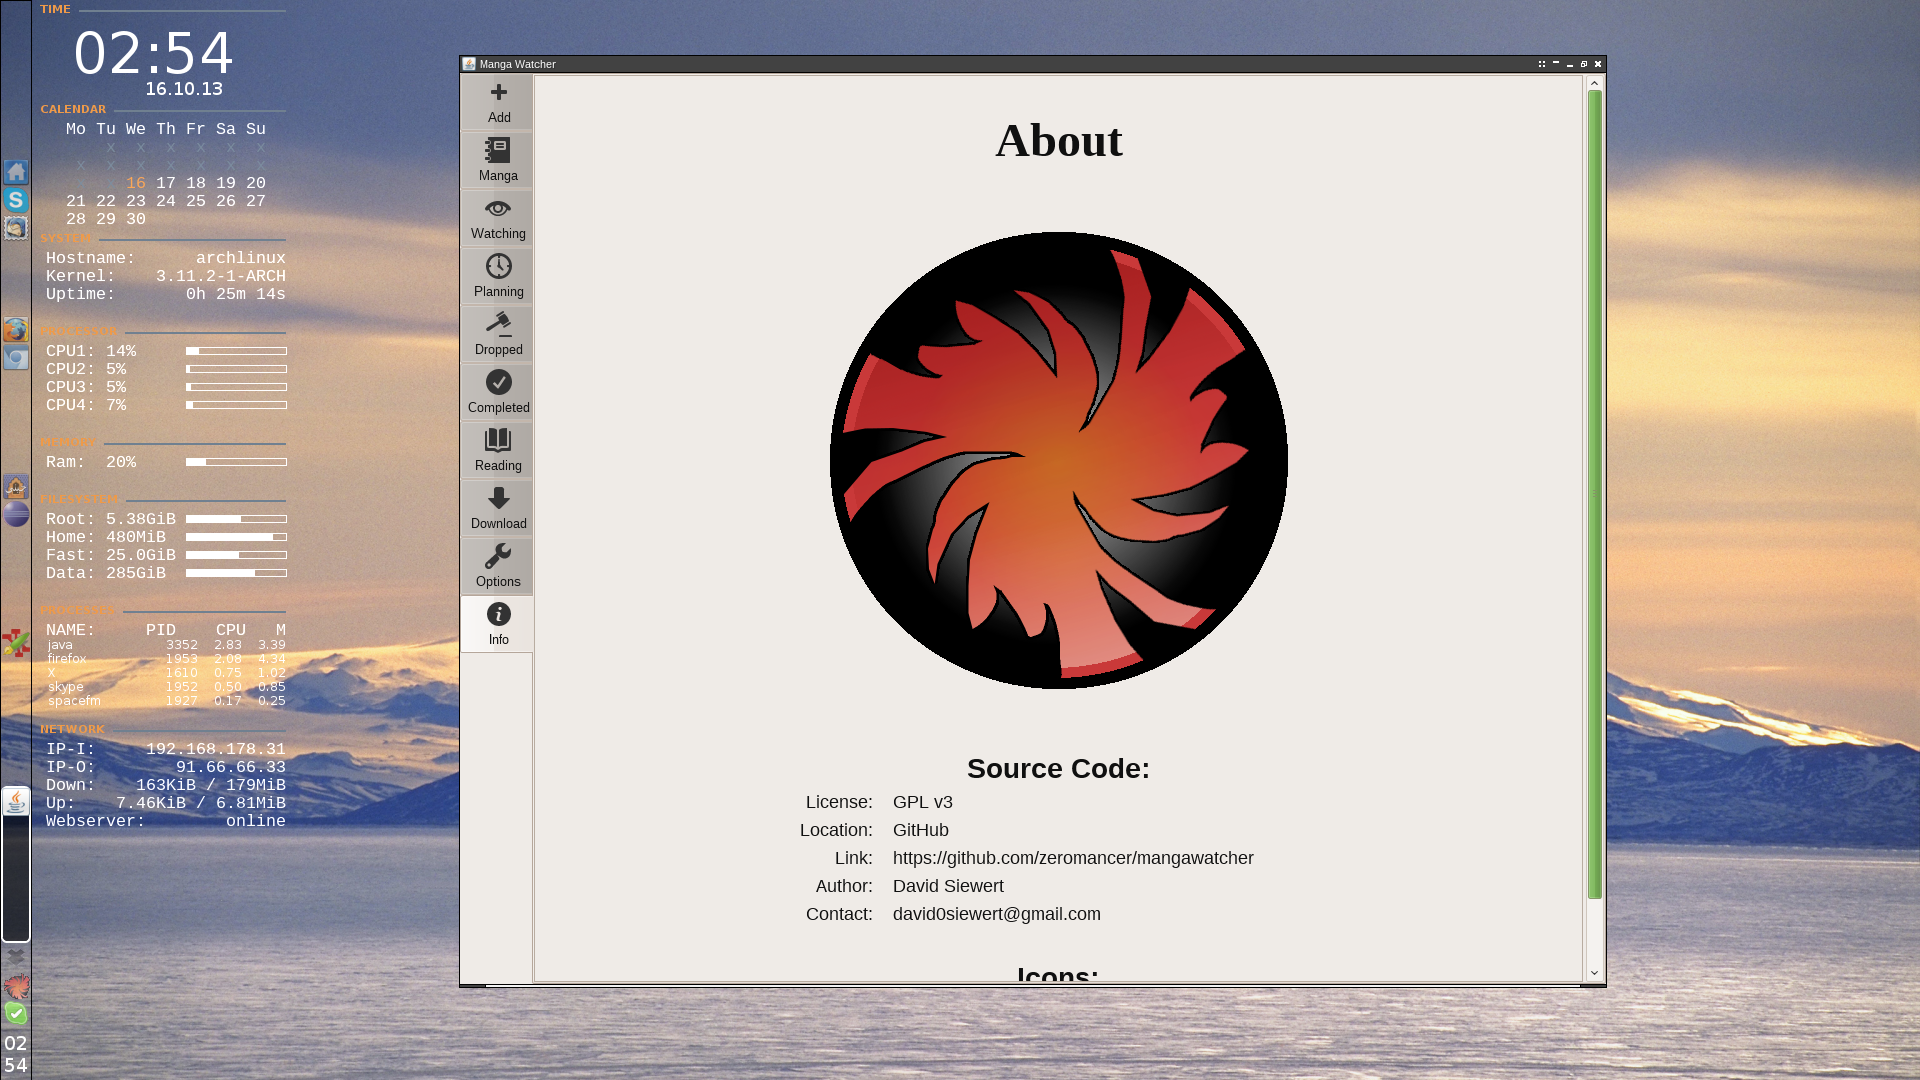 TIME
02:54
16.10.13
CALENDAR
Mo Tu We Th Fr Sa Su
x x x x x x
x x x x x x x
16 17 18 19 20
21 22 23 24 25 26 27
28 29 30
SYSTEM
Hostname: archlinux
Kernel: 3.11.2-1-ARCH
Uptime: 0h 25m 14s
PROCESSOR
CPU1: 14%
CPU2: 5%
CPU3: 5%
CPU4: 7%
MEMORY
Ram: 20%
FILESYSTEM
Root: 5.38GiB
Home: 480MiB
Fast: 25.0GiB
Data: 285GiB
NAME: PID CPU M
java 3352 2.83 3.39
firefox 1953 2.08 4.34
X 1610 0.75 1.02
skype 1952 0.50 0.85
spacefm 1927 0.17 0.25
NETWORK
IP-I: 192.168.178.31
IP-O: 91.66.66.33
Down: 163KiB / 179MiB
Up: 7.46KiB / 6.81MiB
Webserver: online
02
54
Manga Watcher
Add
Manga
Watching
Planning
Dropped
Completed
Reading
Download
Options
Info
About
Source Code:
License: GPL v3
Location: GitHub
Link: https://github.com/zeromancer/mangawatcher
Author: David Siewert
Contact: david0siewert@gmail.com
Icons: